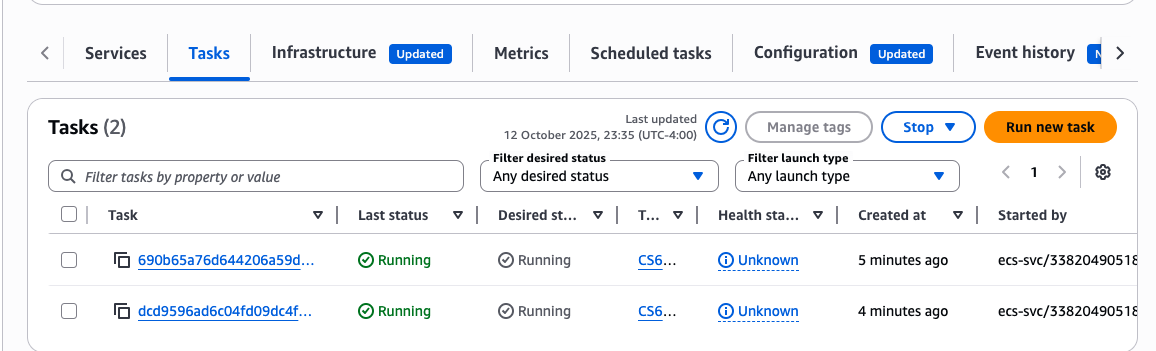 Services Tasks Infrastructure Updated Metrics Scheduled tasks Configuration Updated Event history
Tasks (2)
Last updated
12 October 2025, 23:35 (UTC-4:00)
Manage tags Stop Run new task
Filter tasks by property or value
Filter desired status
Any desired status
Filter launch type
Any launch type
1
Task Last status Desired st... T... Health sta... Created at Started by
690b65a76d644206a59d... Running Running CS6... Unknown 5 minutes ago ecs-svc/33820490518
dcd9596ad6c04fd09dc4f... Running Running CS6... Unknown 4 minutes ago ecs-svc/33820490518